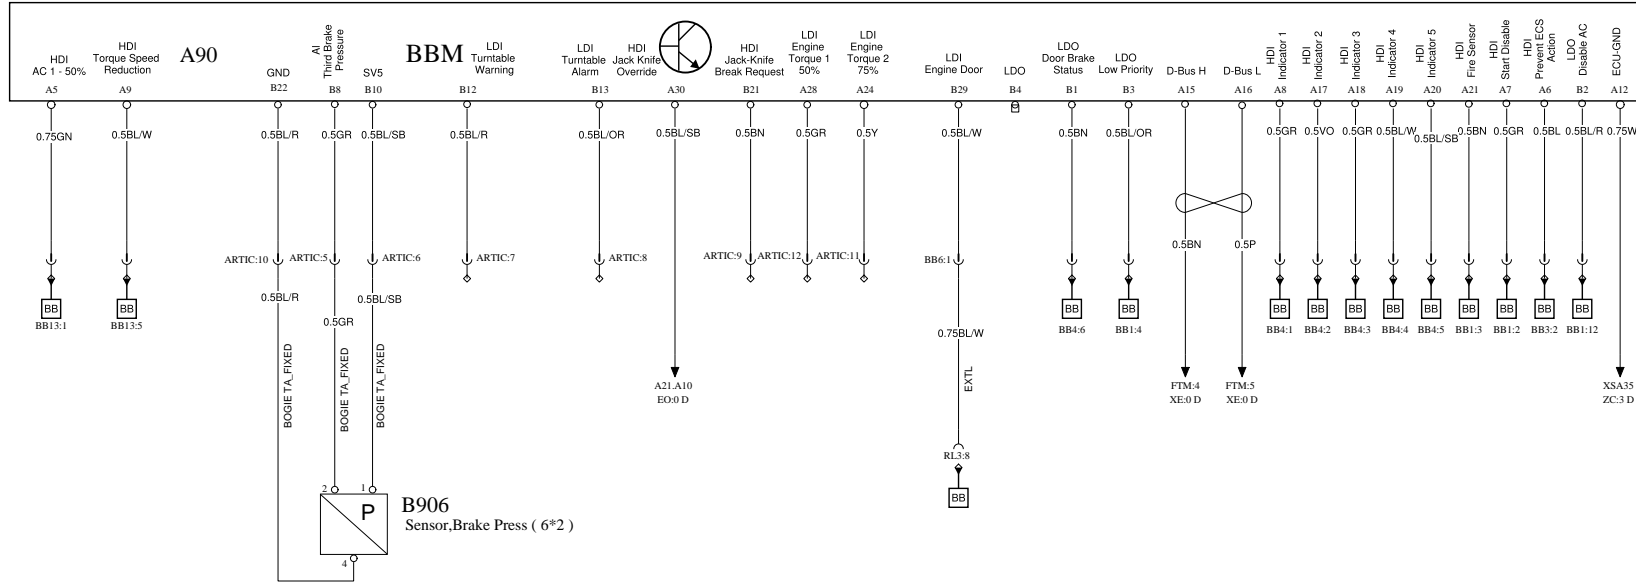 HDI
AC 1 - 50%
A5
HDI
Torque Speed
Reduction
A9
A90
GND
B22
AI
Third Brake
Pressure
B8
SV5
B10
BBM
LDI
Turntable
Warning
B12
LDI
Turntable
Alarm
B13
HDI
Jack Knife
Override
A30
HDI
Jack-Knife
Break Request
B21
LDI
Engine
Torque 1
50%
A28
LDI
Engine
Torque 2
75%
A24
LDI
Engine Door
B29
LDO
B4
LDO
Door Brake
Status
B1
LDO
Low Priority
B3
D-Bus H
A15
D-Bus L
A16
HDI
Indicator 1
A8
HDI
Indicator 2
A17
HDI
Indicator 3
A18
HDI
Indicator 4
A19
HDI
Indicator 5
A20
HDI
Fire Sensor
A21
HDI
Start Disable
A7
HDI
Prevent ECS
Action
A6
LDO
Disable AC
B2
ECU-GND
A12
0.75GN
0.5BL/W
0.5BL/R
0.5GR
0.5BL/SB
0.5BL/R
0.5BL/OR
0.5BL/SB
0.5BN
0.5GR
0.5Y
0.5BL/W
0.5BN
0.5BL/OR
0.5GR
0.5VO
0.5GR
0.5BL/W
0.5BL/SB
0.5BN
0.5GR
0.5BL
0.5BL/R
0.75W
0.5BN
0.5P
ARTIC:10
ARTIC:5
ARTIC:6
ARTIC:7
ARTIC:8
ARTIC:9
ARTIC:12
ARTIC:11
BB6:1
BB
BB13:1
BB
BB13:5
0.5BL/R
0.5GR
0.5BL/SB
0.75BL/W
BB
BB4:6
BB
BB1:4
BB
BB4:1
BB
BB4:2
BB
BB4:3
BB
BB4:4
BB
BB4:5
BB
BB1:3
BB
BB1:2
BB
BB3:2
BB
BB1:12
BOGIE TA_FIXED
BOGIE TA_FIXED
BOGIE TA_FIXED
EXTL
A21.A10
EO:0 D
FTM:4
XE:0 D
FTM:5
XE:0 D
XSA35
ZC:3 D
RL3:8
BB
2
1
P
4
B906
Sensor,Brake Press ( 6*2 )